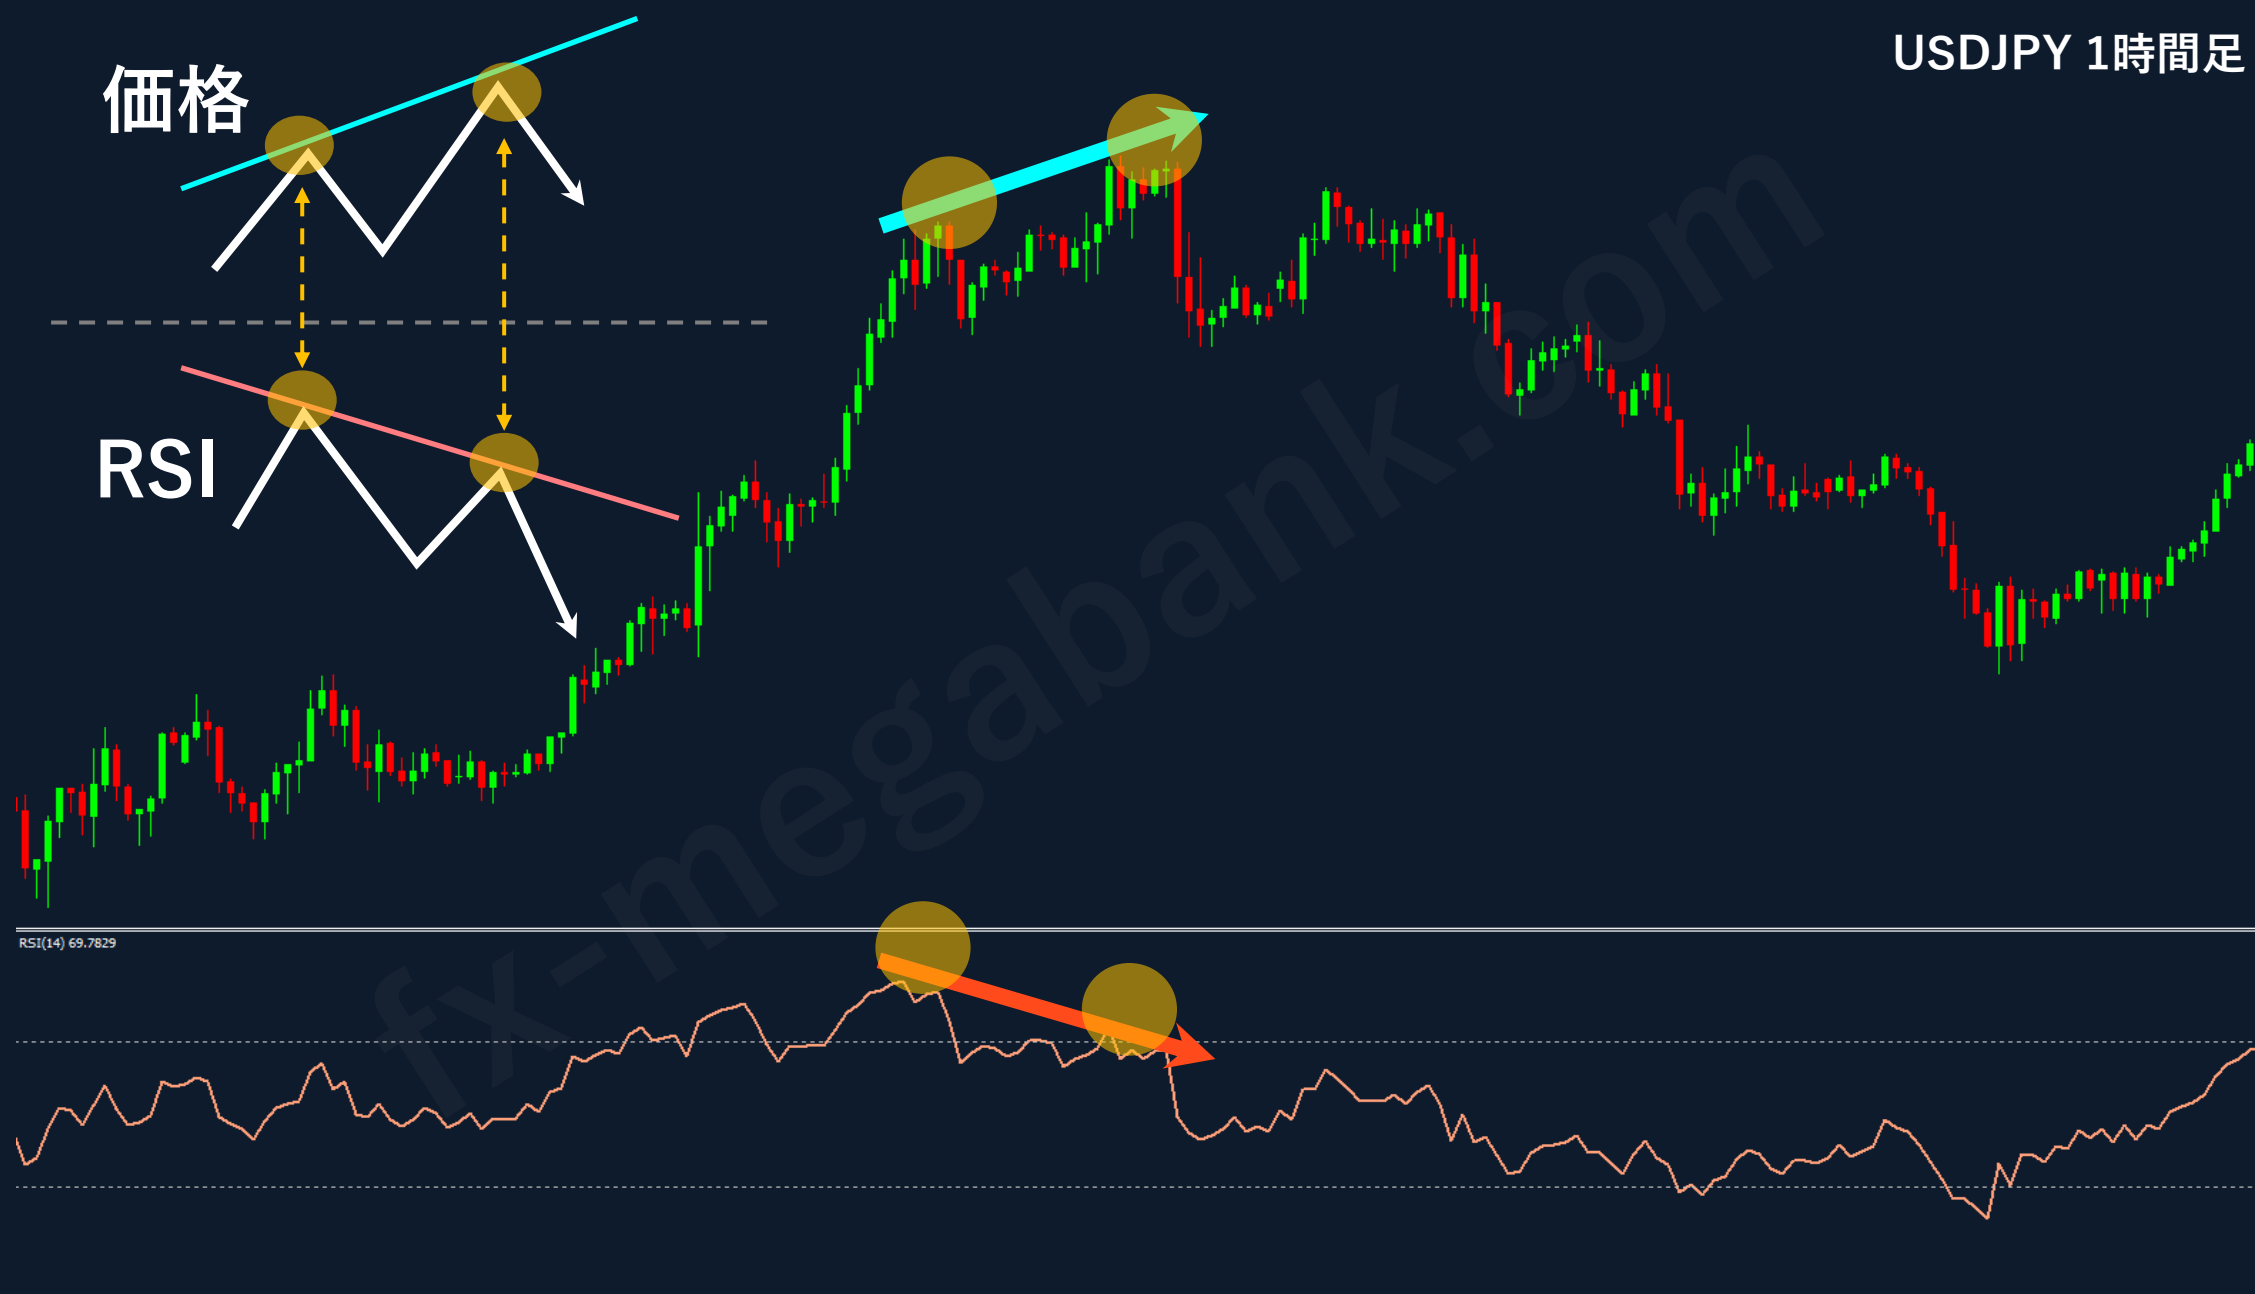 価格
USDJPY 1時間足
RSI
fx-megabank.com
RSI(14) 69.7829